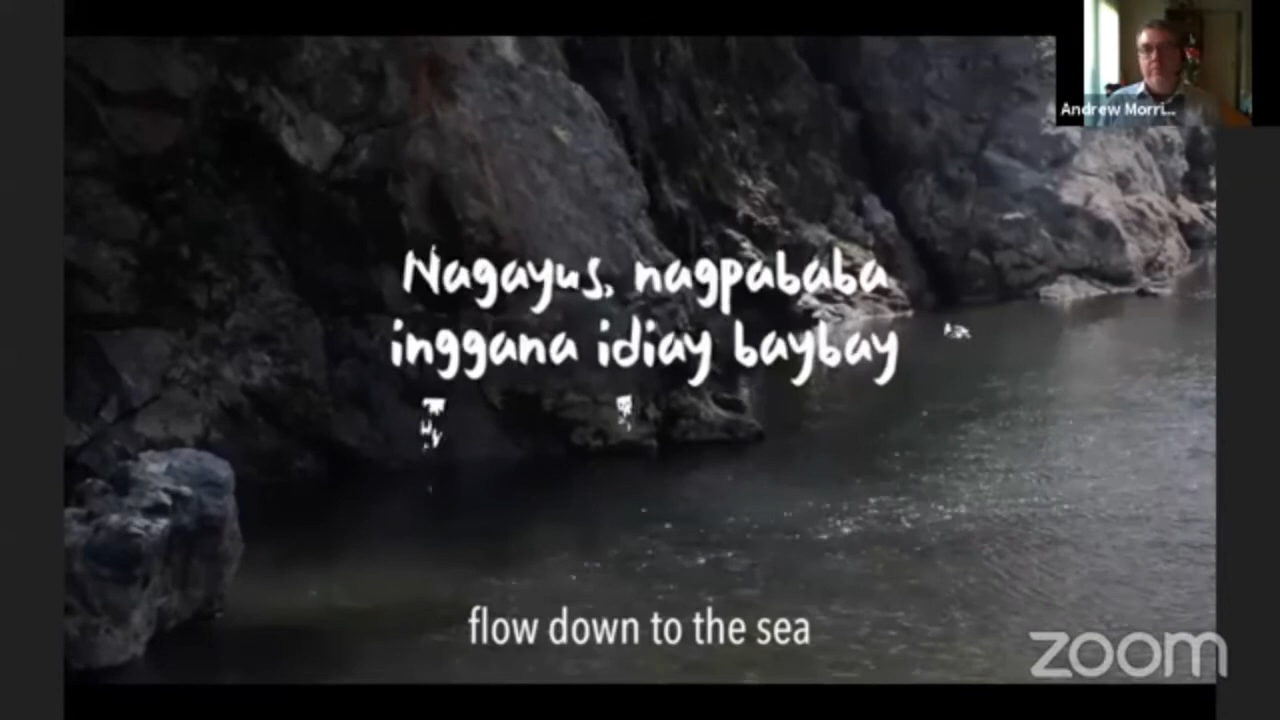 Andrew Morri...
Nagayus, nagpababa
inggana idiay baybay
flow down to the sea
zoom